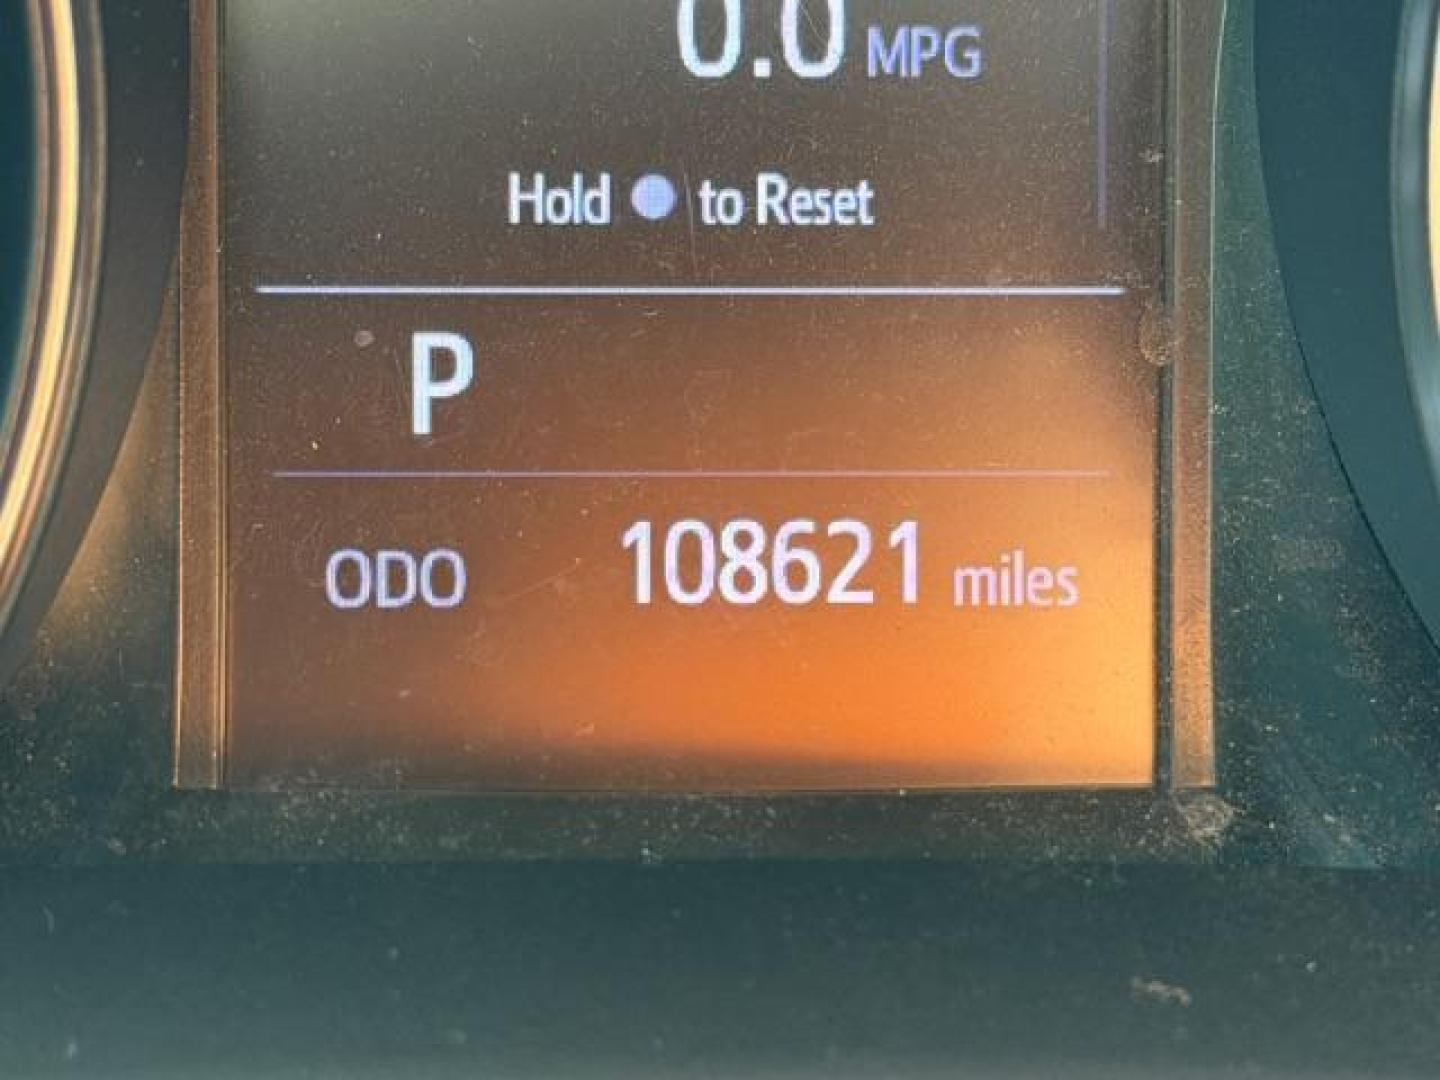 0.0 MPG
Hold to Reset
P
ODO 108621 miles